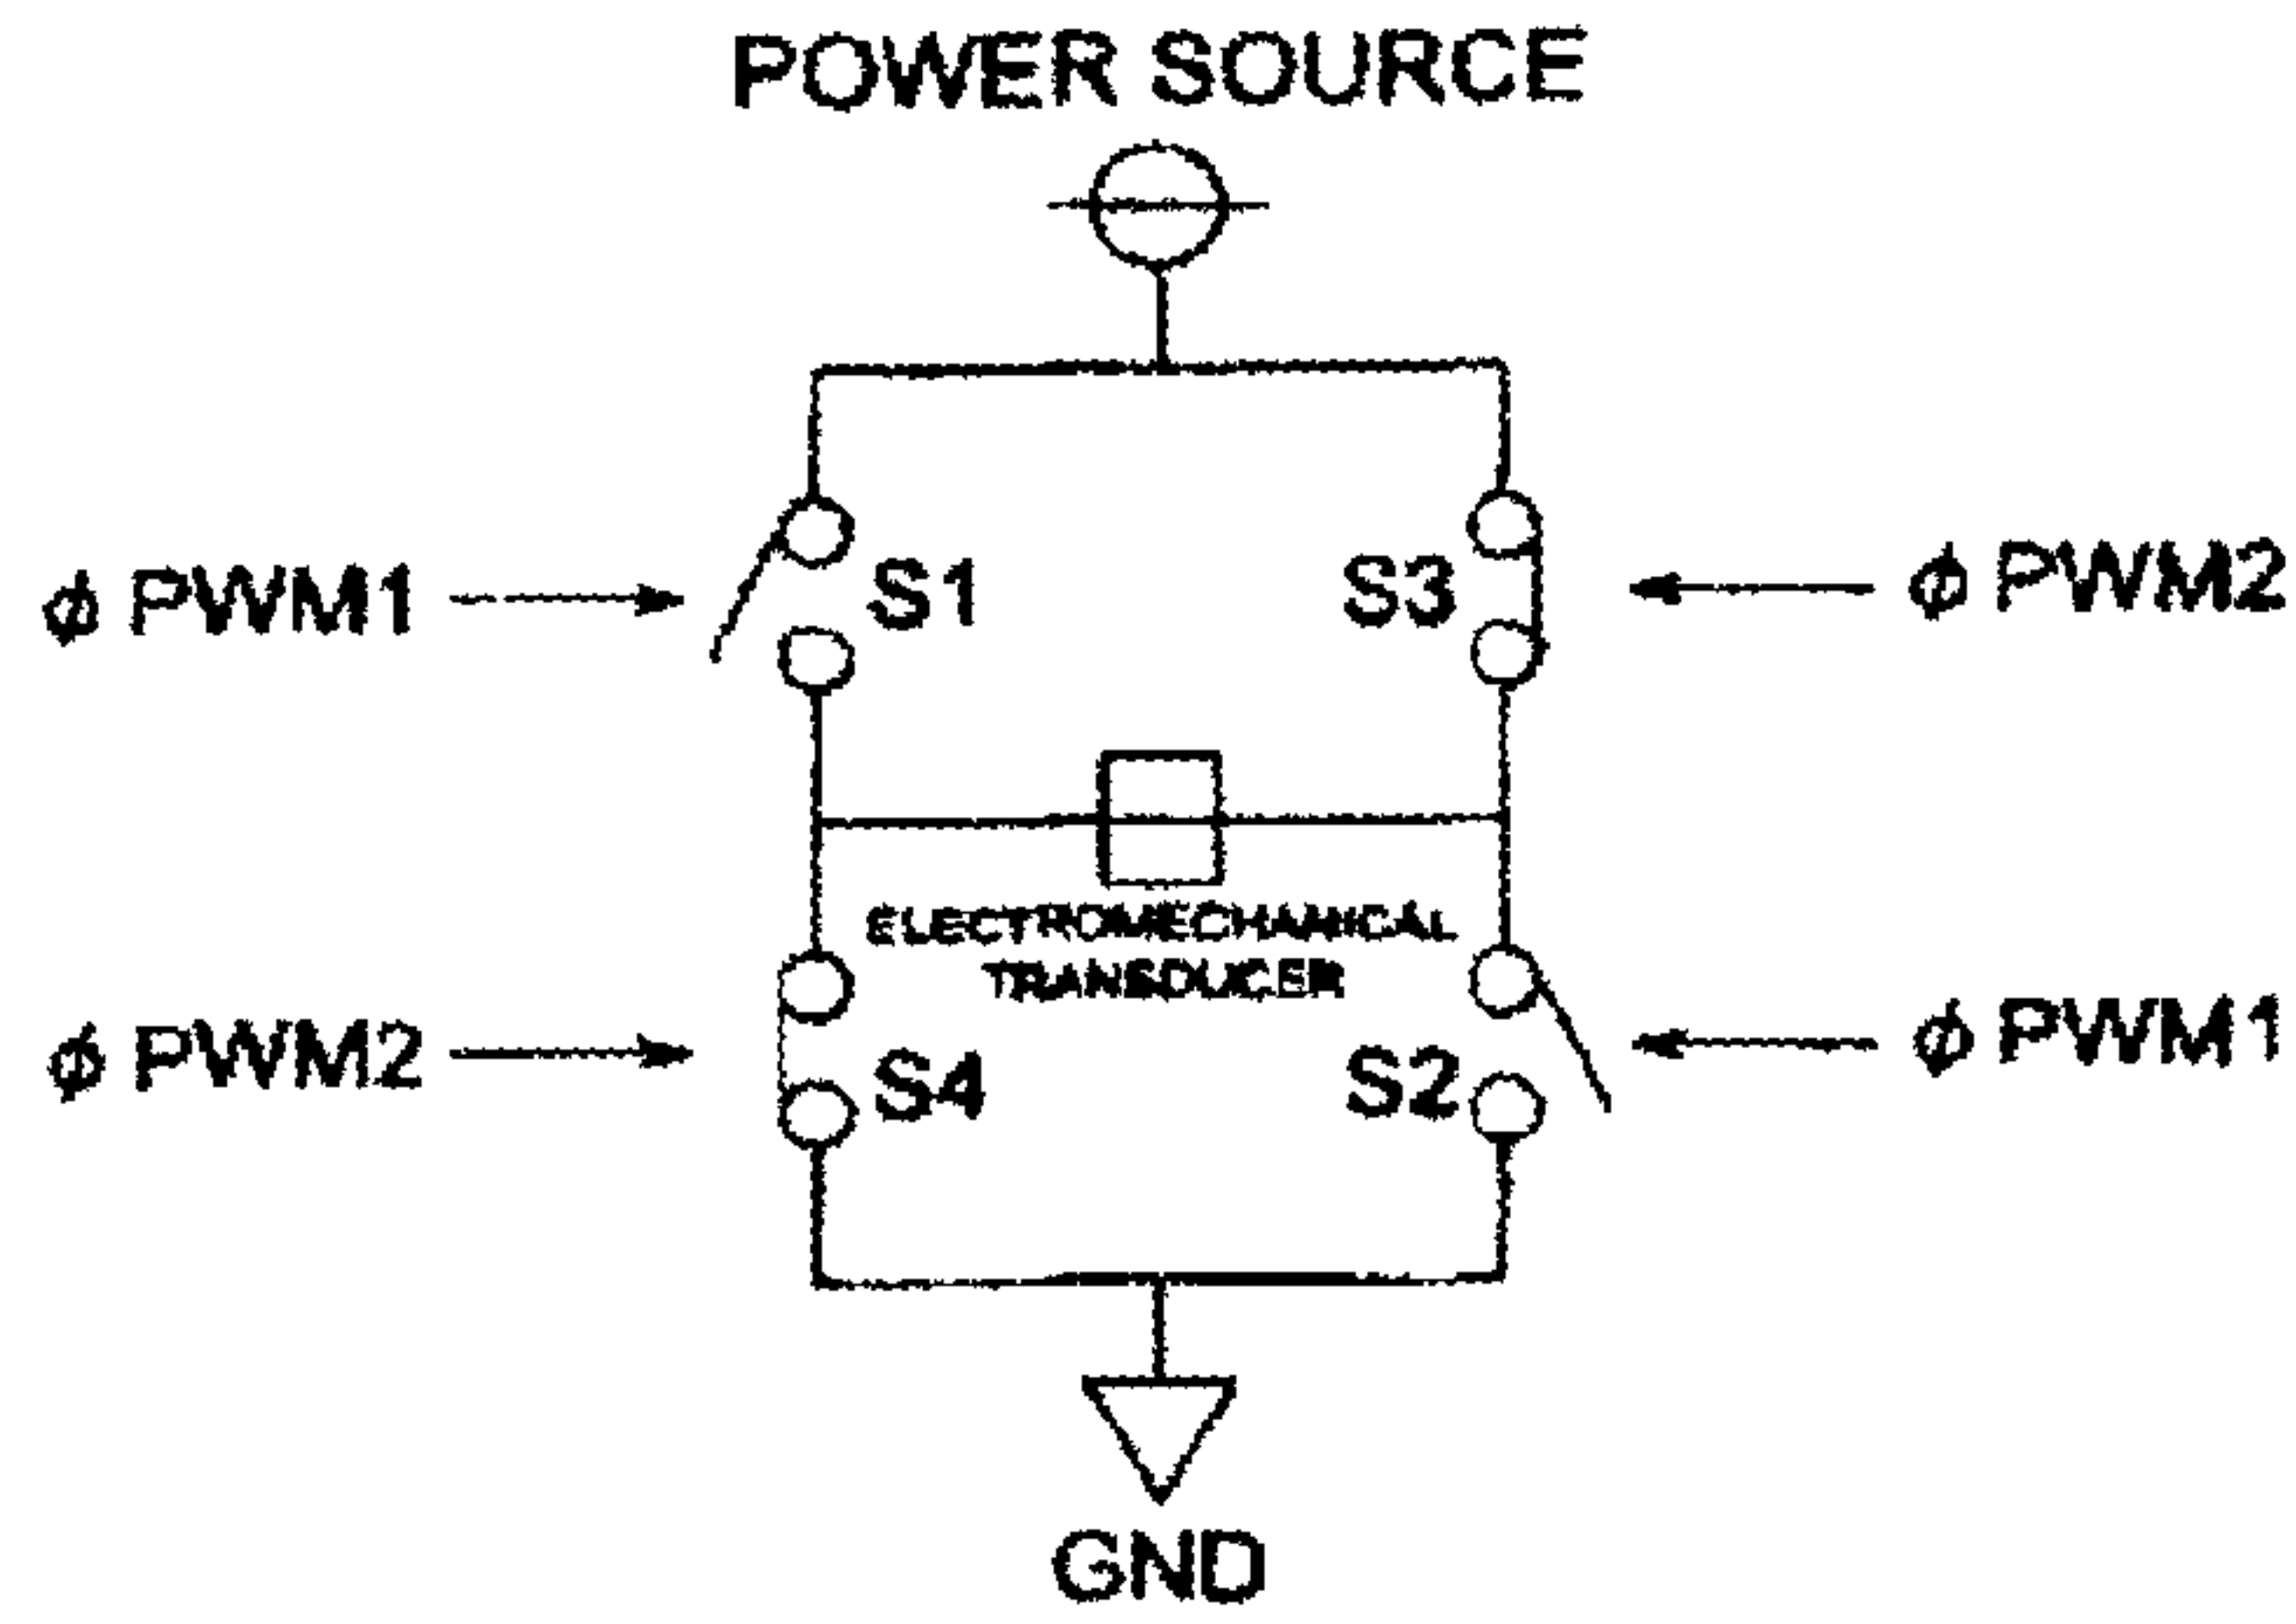 POWER SOURCE
ϕ PWM1
S1
S3
ϕ PWM2
ELECTROMECHANICAL
TRANSDUCER
ϕ PWM2
S4
S2
ϕ PWM1
GND